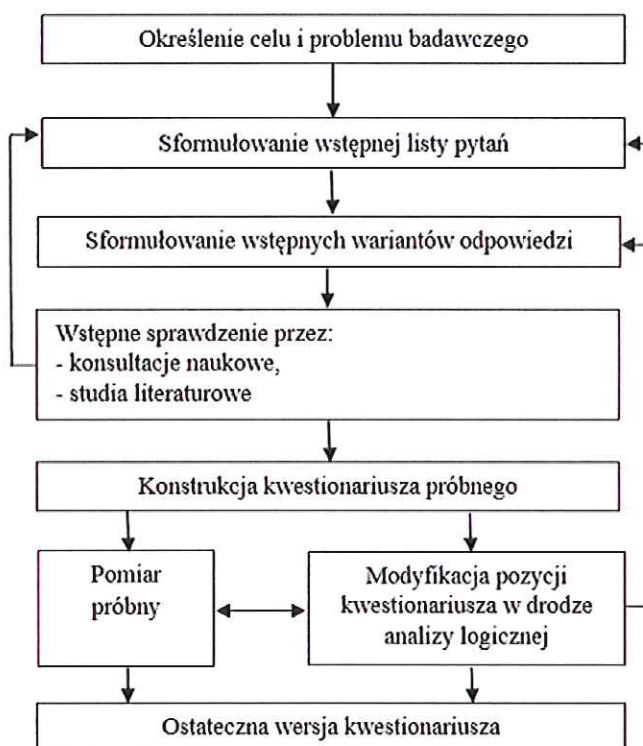 Określenie celu i problemu badawczego
Sformułowanie wstępnej listy pytań
Sformułowanie wstępnych wariantów odpowiedzi
Wstępne sprawdzenie przez:
- konsultacje naukowe,
- studia literaturowe
Konstrukcja kwestionariusza próbnego
Pomiar
próbny
Modyfikacja pozycji
kwestionariusza w drodze
analizy logicznej
Ostateczna wersja kwestionariusza